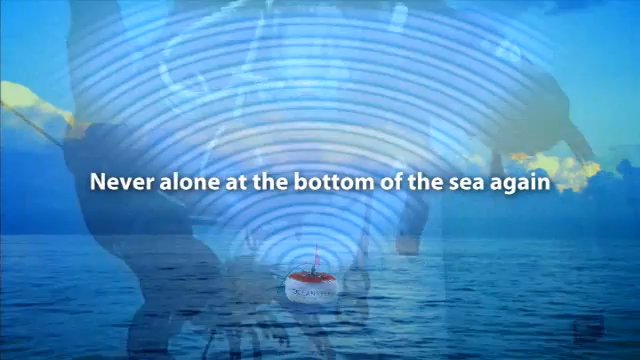 Never alone at the bottom of the sea again